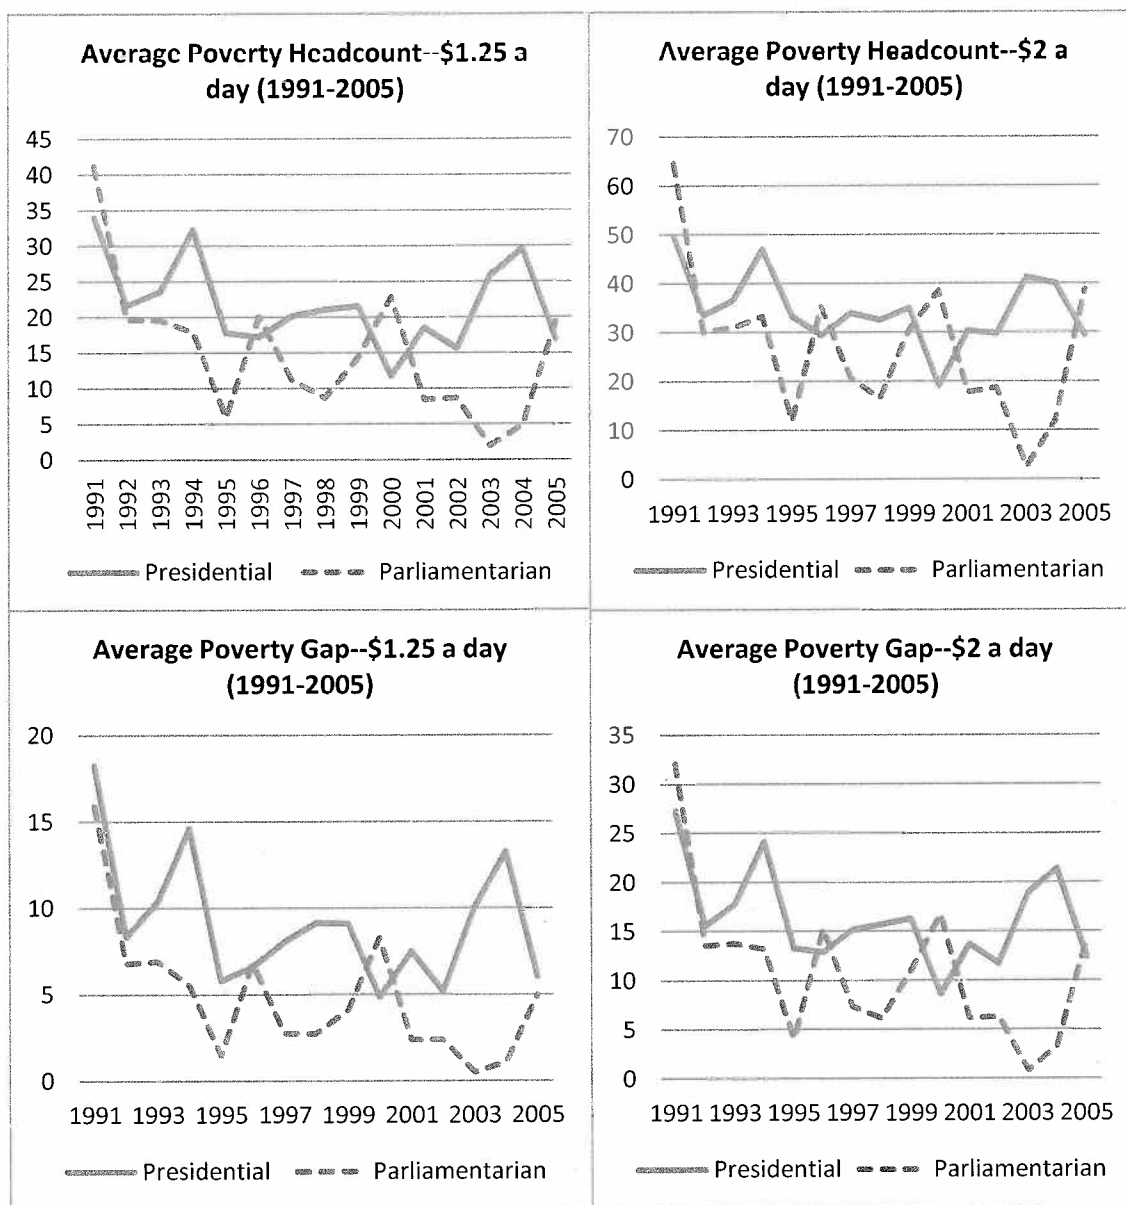 Average Poverty Headcount--$1.25 a
day (1991-2005)
45
40
35
30
25
20
15
10
5
0
1991 1992 1993 1994 1995 1996 1997 1998 1999 2000 2001 2002 2003 2004 2005
Presidential Parliamentarian
Average Poverty Headcount--$2 a
day (1991-2005)
70
60
50
40
30
20
10
0
1991 1993 1995 1997 1999 2001 2003 2005
Presidential Parliamentarian
Average Poverty Gap--$1.25 a day
(1991-2005)
20
15
10
5
0
1991 1993 1995 1997 1999 2001 2003 2005
Presidential Parliamentarian
Average Poverty Gap--$2 a day
(1991-2005)
35
30
25
20
15
10
5
0
1991 1993 1995 1997 1999 2001 2003 2005
Presidential Parliamentarian